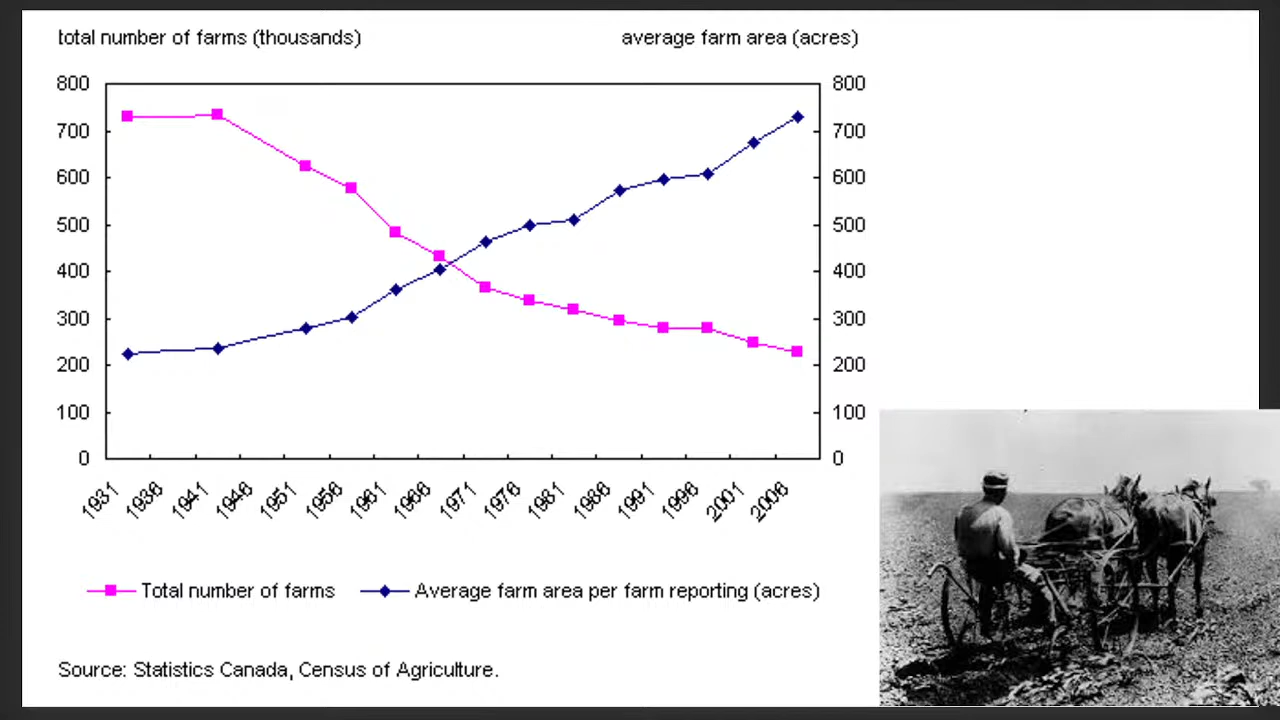 total number of farms (thousands) average farm area (acres)
800 800
700 700
600 600
500 500
400 400
300 300
200 200
100 100
0 0
1931 1936 1941 1946 1951 1956 1961 1966 1971 1976 1981 1986 1991 1996 2001 2006
Total number of farms Average farm area per farm reporting (acres)
Source: Statistics Canada, Census of Agriculture.